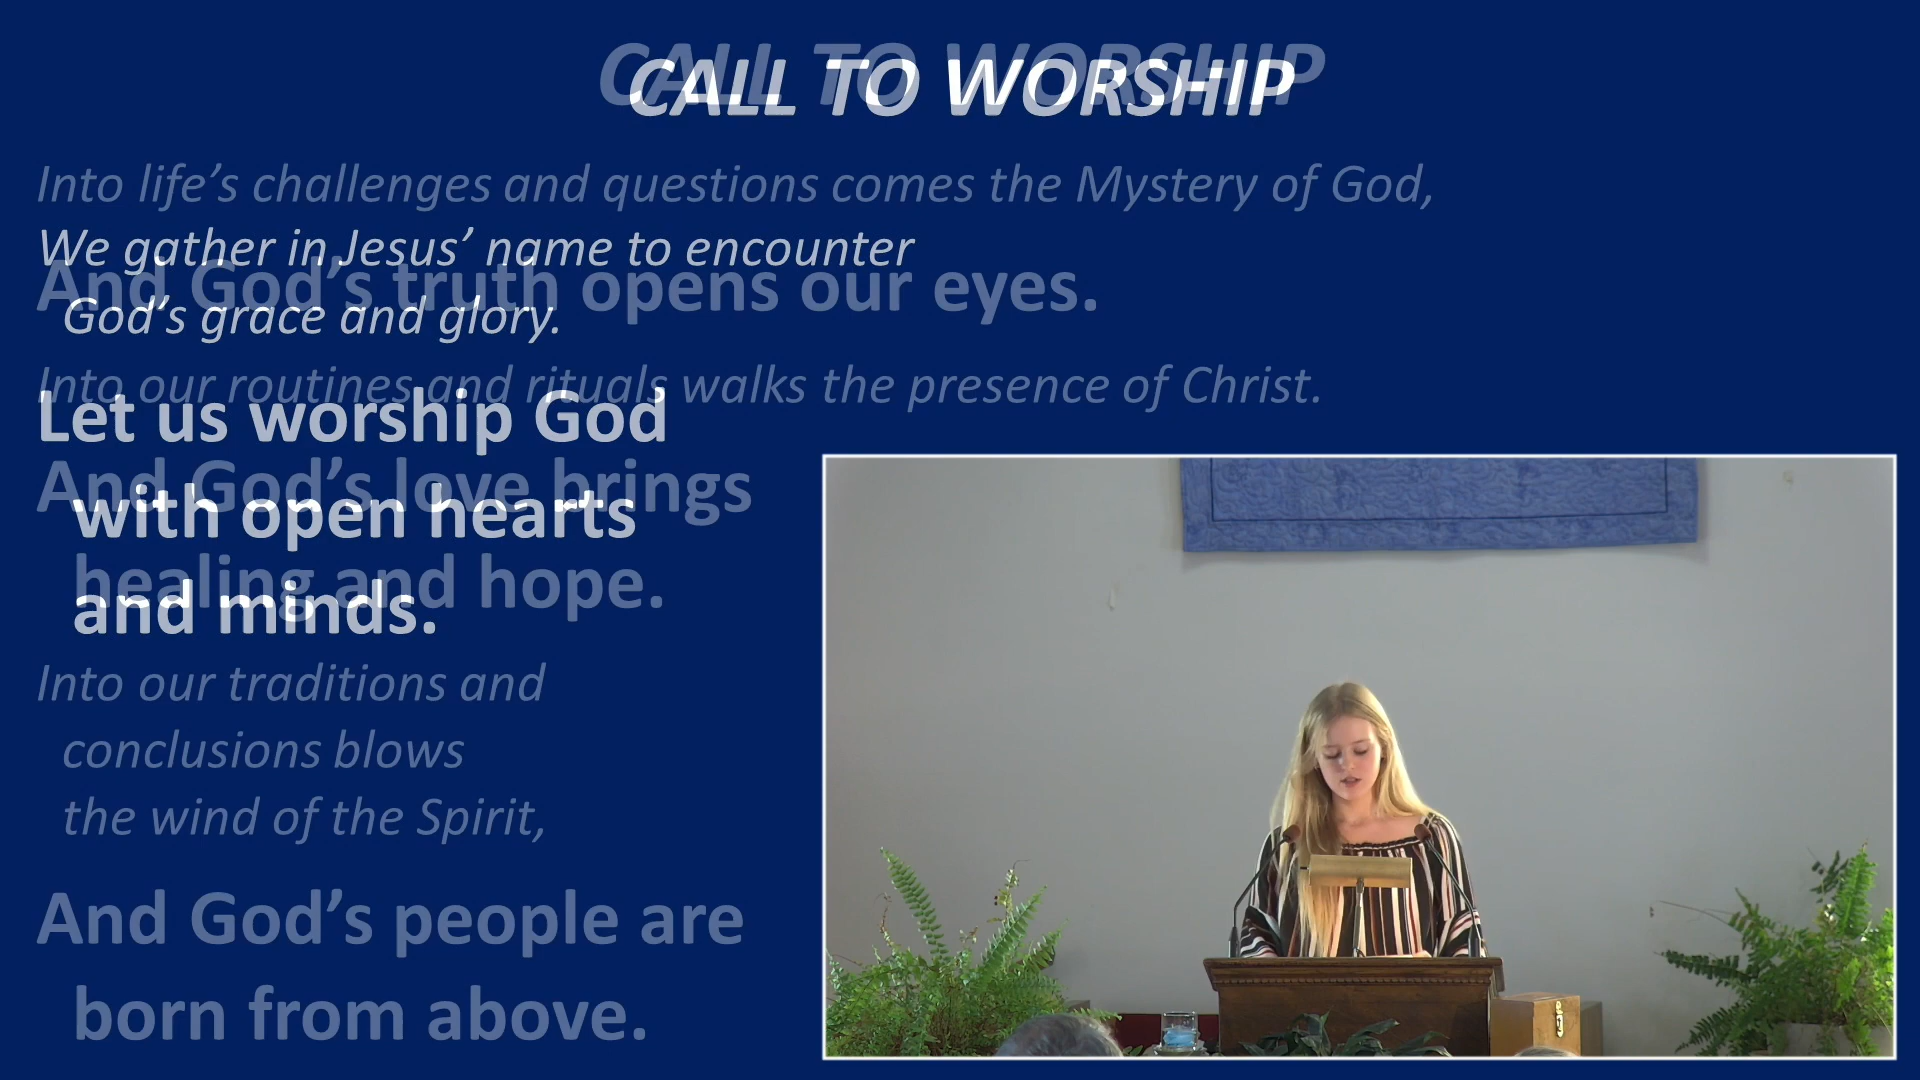 CALL TO WORSHIP
CALL TO WORSHIP
Into life’s challenges and questions comes the Mystery of God,
And God’s truth opens our eyes.
Into our routines and rituals walks the presence of Christ.
And God’s love brings
healing and hope.
Into our traditions and
conclusions blows
the wind of the Spirit,
And God’s people are
born from above.
We gather in Jesus’ name to encounter
God’s grace and glory.
Let us worship God
with open hearts
and minds.